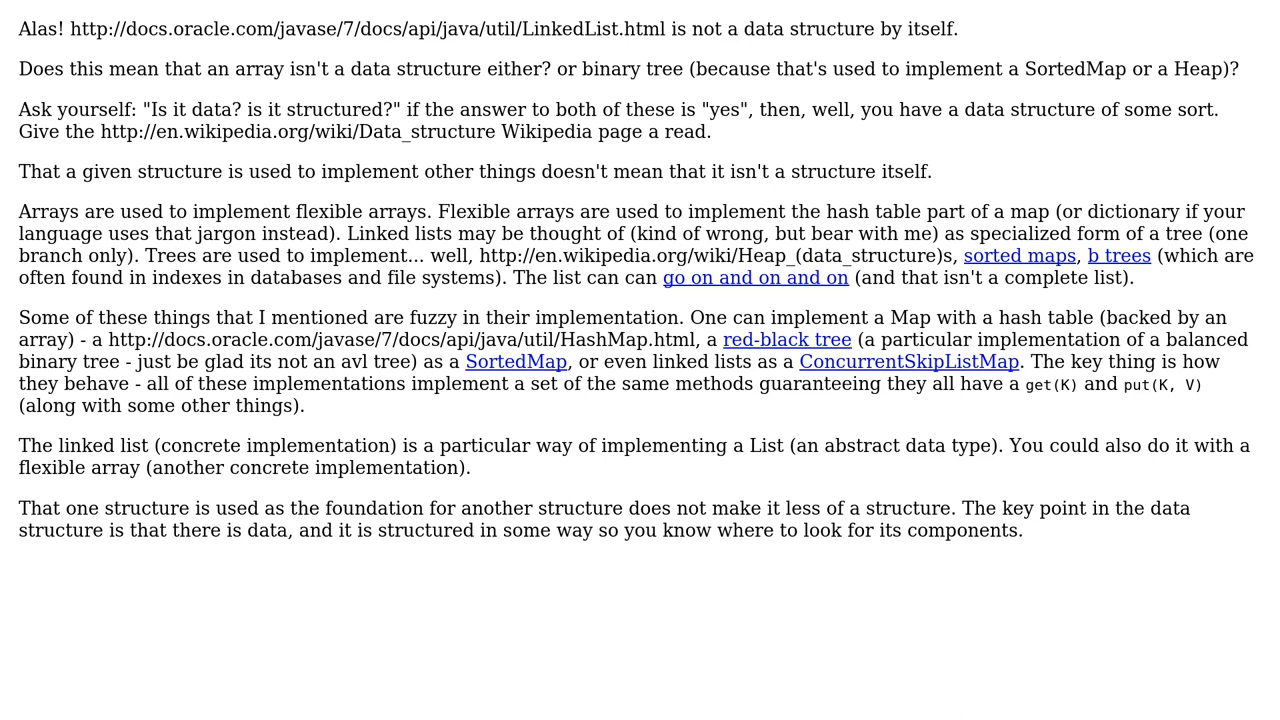 Alas! http://docs.oracle.com/javase/7/docs/api/java/util/LinkedList.html is not a data structure by itself.
Does this mean that an array isn't a data structure either? or binary tree (because that's used to implement a SortedMap or a Heap)?
Ask yourself: "Is it data? is it structured?" if the answer to both of these is "yes", then, well, you have a data structure of some sort.
Give the http://en.wikipedia.org/wiki/Data_structure Wikipedia page a read.
That a given structure is used to implement other things doesn't mean that it isn't a structure itself.
Arrays are used to implement flexible arrays. Flexible arrays are used to implement the hash table part of a map (or dictionary if your
language uses that jargon instead). Linked lists may be thought of (kind of wrong, but bear with me) as specialized form of a tree (one
branch only). Trees are used to implement... well, http://en.wikipedia.org/wiki/Heap_(data_structure)s, sorted maps, b trees (which are
often found in indexes in databases and file systems). The list can can go on and on and on (and that isn't a complete list).
Some of these things that I mentioned are fuzzy in their implementation. One can implement a Map with a hash table (backed by an
array) - a http://docs.oracle.com/javase/7/docs/api/java/util/HashMap.html, a red-black tree (a particular implementation of a balanced
binary tree - just be glad its not an avl tree) as a SortedMap, or even linked lists as a ConcurrentSkipListMap. The key thing is how
they behave - all of these implementations implement a set of the same methods guaranteeing they all have a get(K) and put(K, V)
(along with some other things).
The linked list (concrete implementation) is a particular way of implementing a List (an abstract data type). You could also do it with a
flexible array (another concrete implementation).
That one structure is used as the foundation for another structure does not make it less of a structure. The key point in the data
structure is that there is data, and it is structured in some way so you know where to look for its components.